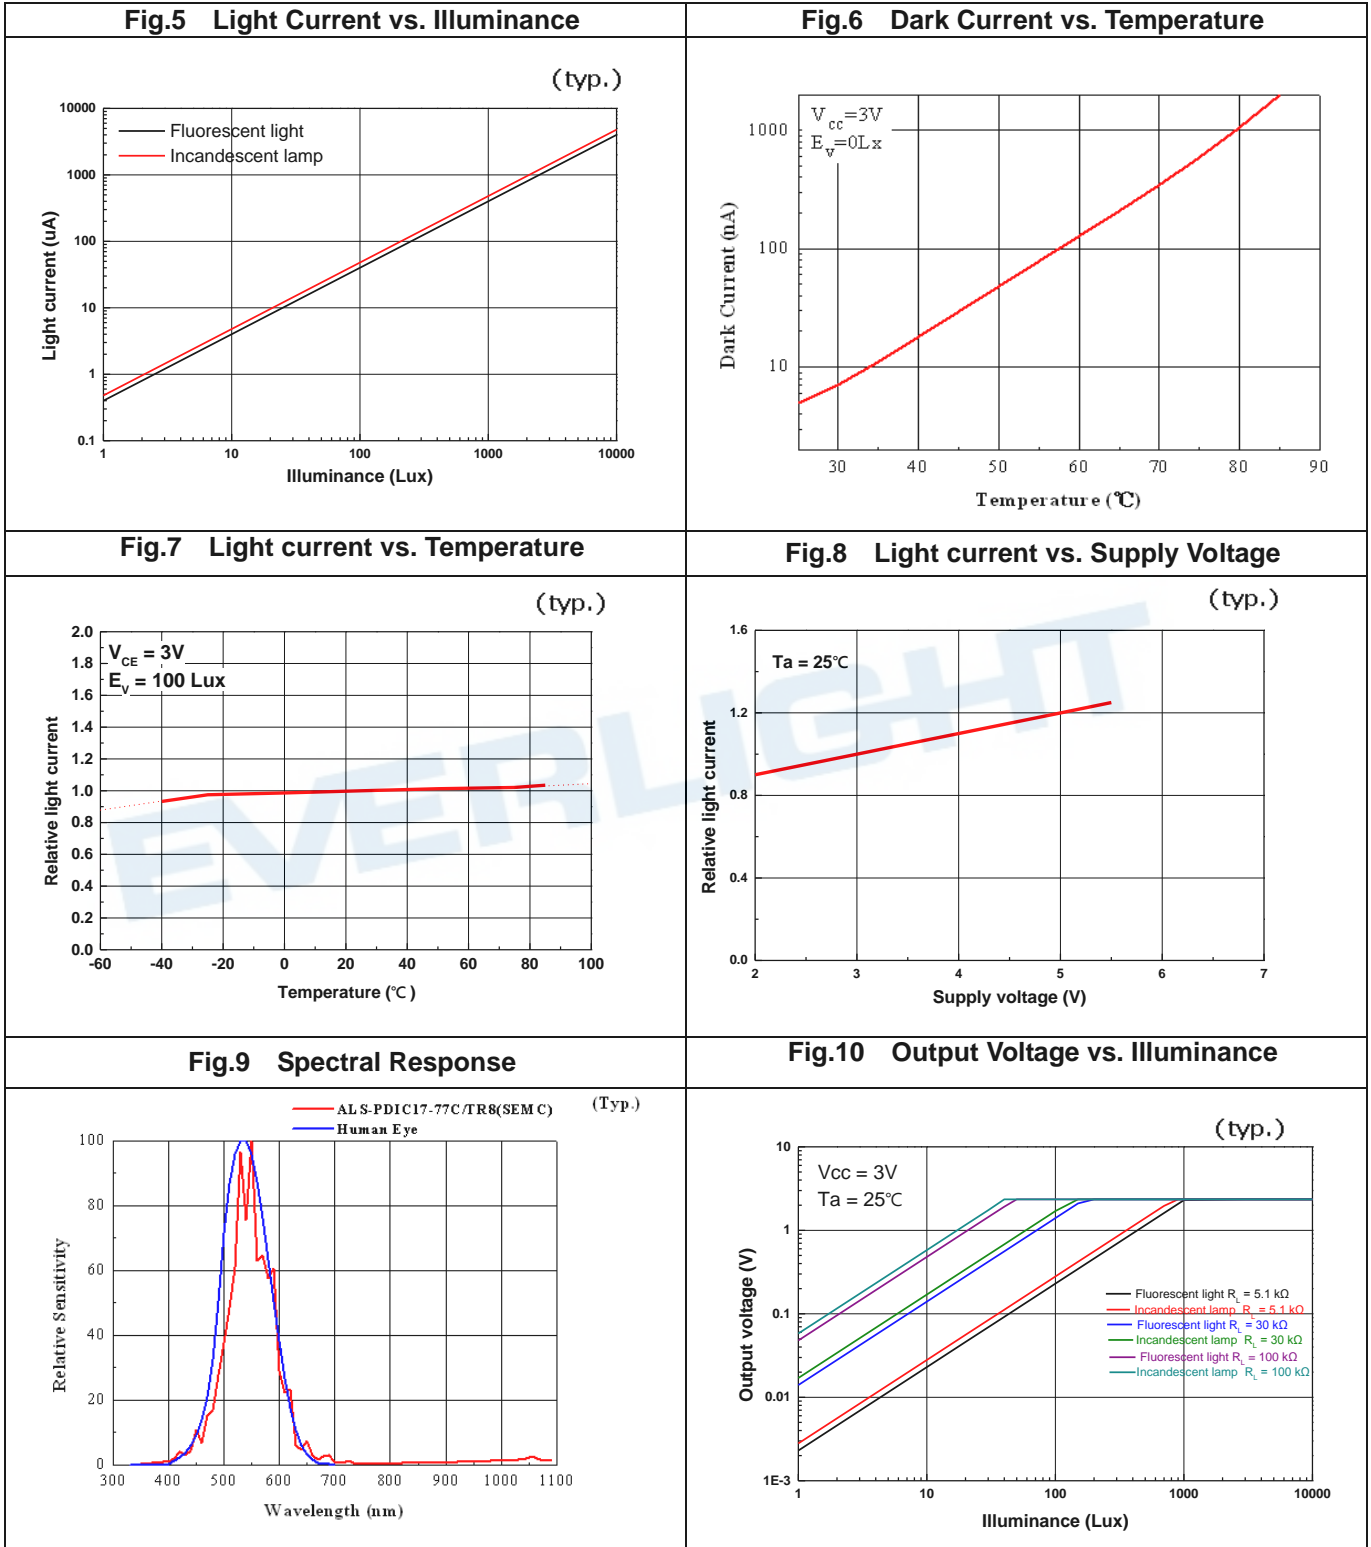 Fig.5 Light Current vs. Illuminance
(typ.)
Fluorescent light
Incandescent lamp
10000
1000
100
10
1
0.1
1 10 100 1000 10000
Light current (uA)
Illuminance (Lux)
Fig.6 Dark Current vs. Temperature
Vcc=3V
Ev=0Lx
1000
100
10
30 40 50 60 70 80 90
Dark Current (nA)
Temperature (℃)
Fig.7 Light current vs. Temperature
(typ.)
VCE = 3V
EV = 100 Lux
2.0
1.8
1.6
1.4
1.2
1.0
0.8
0.6
0.4
0.2
0.0
-60 -40 -20 0 20 40 60 80 100
Relative light current
Temperature (℃ )
Fig.8 Light current vs. Supply Voltage
(typ.)
Ta = 25℃
1.6
1.2
0.8
0.4
0.0
2 3 4 5 6 7
Relative light current
Supply voltage (V)
EVERLIGHT
Fig.9 Spectral Response
(Typ.)
ALS-PDIC17-77C/TR8(SEMC)
Human Eye
100
80
60
40
20
0
300 400 500 600 700 800 900 1000 1100
Relative Sensitivity
Wavelength (nm)
Fig.10 Output Voltage vs. Illuminance
(typ.)
Vcc = 3V
Ta = 25℃
10
1
0.1
0.01
1E-3
1 10 100 1000 10000
Output voltage (V)
Fluorescent light RL = 5.1 kΩ
Incandescent lamp RL = 5.1 kΩ
Fluorescent light RL = 30 kΩ
Incandescent lamp RL = 30 kΩ
Fluorescent light RL = 100 kΩ
Incandescent lamp RL = 100 kΩ
Illuminance (Lux)